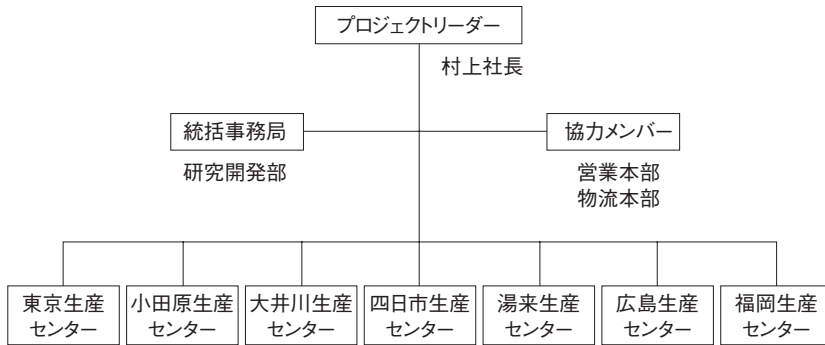 プロジェクトリーダー
村上社長
統括事務局
協力メンバー
研究開発部
営業本部
物流本部
東京生産
センター
小田原生産
センター
大井川生産
センター
四日市生産
センター
湯来生産
センター
広島生産
センター
福岡生産
センター